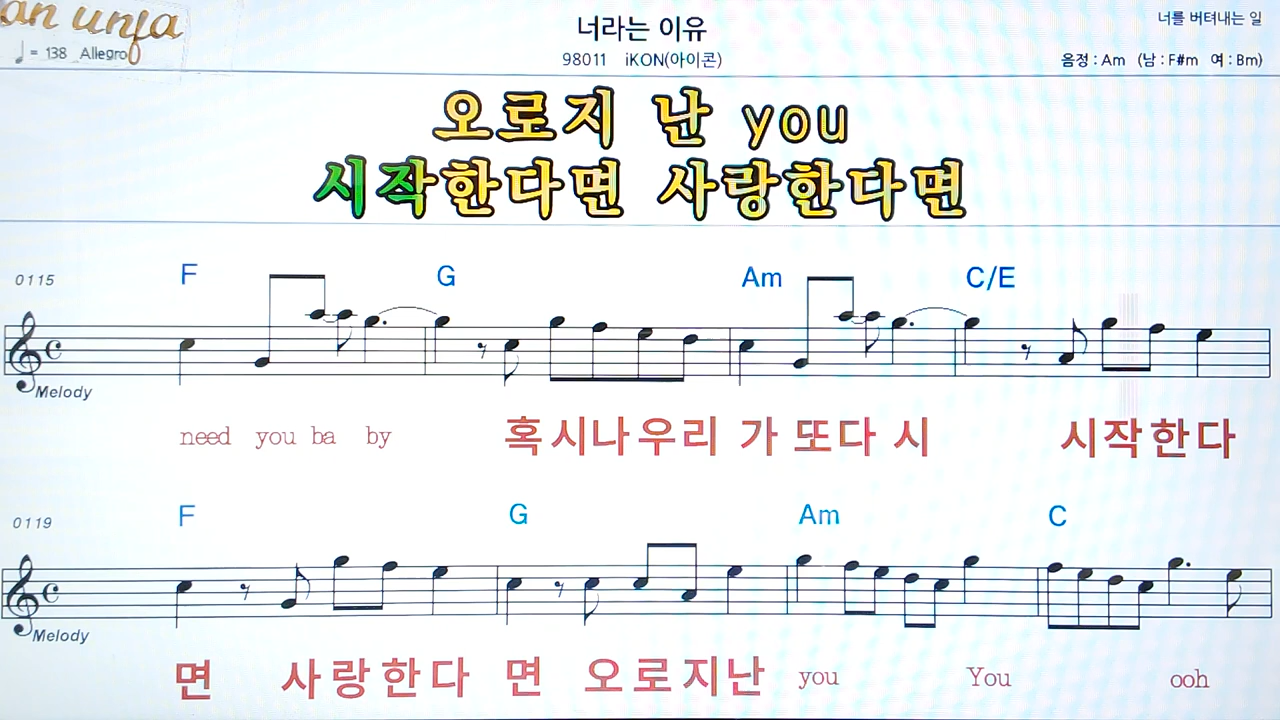 an unfa
♩= 138 Allegro
너라는 이유
98011 iKON(아이콘)
너를 버텨내는 일
음정 : Am (남 : F#m 여 : Bm)
오로지 난 you
시작한다면 사랑한다면
0115 F G Am C/E
Melody
need you ba by 혹시나우리 가 또다 시 시작한다
0119 F G Am C
Melody
면 사랑한다 면 오로지난 you You ooh